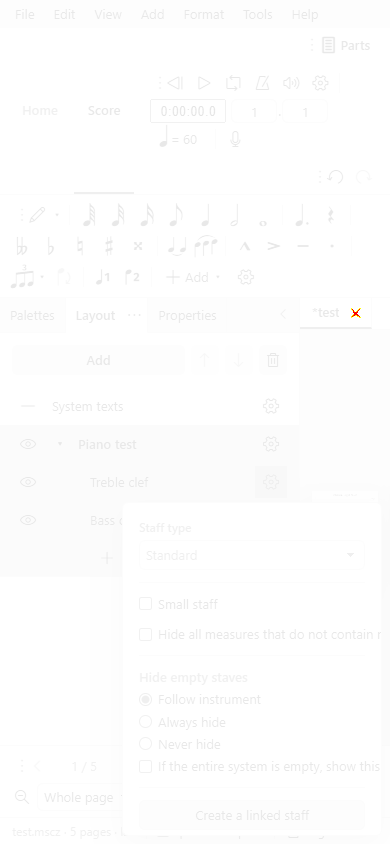 File Edit View Add Format Tools Help
Parts
Home Score 0:00:00.0 1 . 1
= 60
Add
Palettes Layout Properties *test
Add
System texts
Piano test
Treble clef
Bass
Staff type
Standard
Small staff
Hide all measures that do not contain
Hide empty staves
Follow instrument
Always hide
Never hide
If the entire system is empty, show this
1 / 5
Whole page
Create a linked staff
test.mscz - 5 pages -